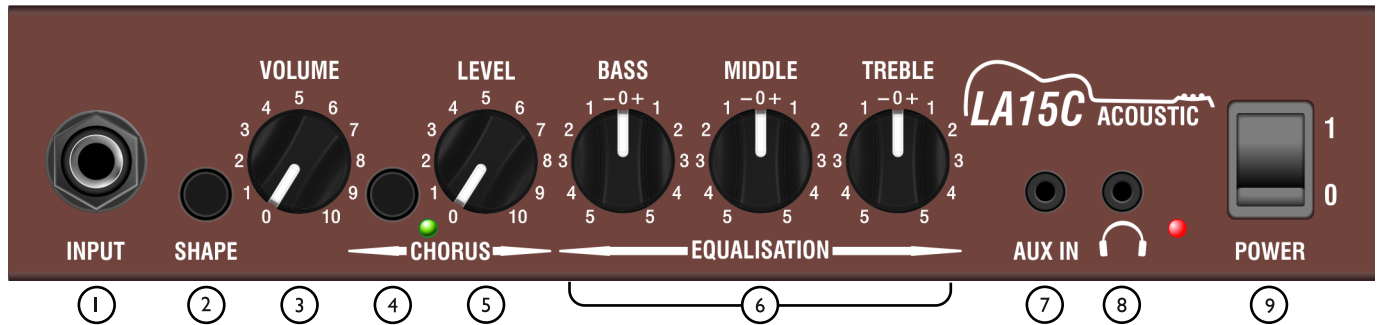 VOLUME
LEVEL
BASS
MIDDLE
TREBLE
LA15C ACOUSTIC
0 1 2 3 4 5 6 7 8 9 10
0 1 2 3 4 5 6 7 8 9 10
5 4 3 2 1 −0+ 1 2 3 4 5
5 4 3 2 1 −0+ 1 2 3 4 5
5 4 3 2 1 −0+ 1 2 3 4 5
1
0
INPUT
SHAPE
CHORUS
EQUALISATION
AUX IN
POWER
1
2
3
4
5
6
7
8
9